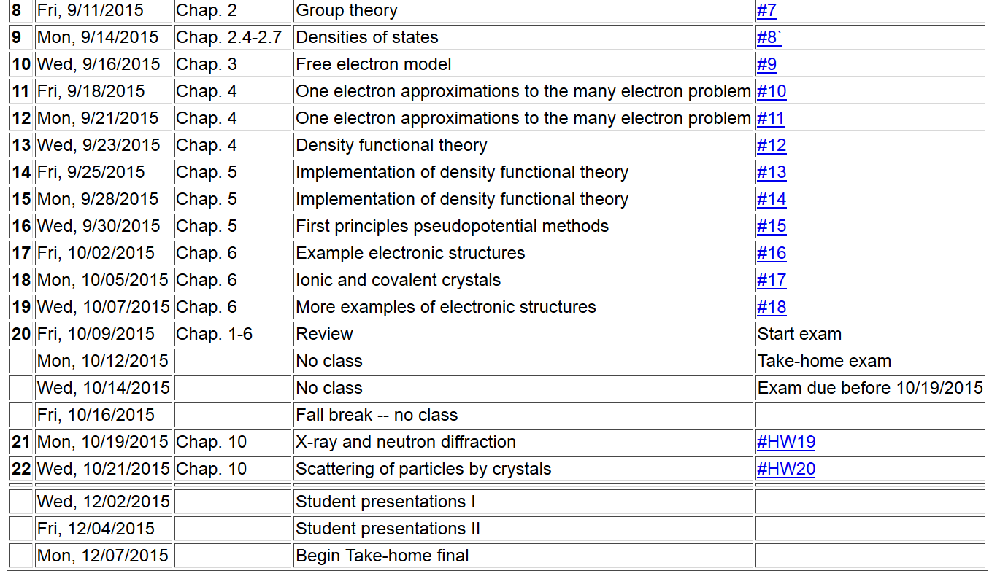 8 Fri, 9/11/2015 Chap. 2 Group theory #7
9 Mon, 9/14/2015 Chap. 2.4-2.7 Densities of states #8`
10 Wed, 9/16/2015 Chap. 3 Free electron model #9
11 Fri, 9/18/2015 Chap. 4 One electron approximations to the many electron problem #10
12 Mon, 9/21/2015 Chap. 4 One electron approximations to the many electron problem #11
13 Wed, 9/23/2015 Chap. 4 Density functional theory #12
14 Fri, 9/25/2015 Chap. 5 Implementation of density functional theory #13
15 Mon, 9/28/2015 Chap. 5 Implementation of density functional theory #14
16 Wed, 9/30/2015 Chap. 5 First principles pseudopotential methods #15
17 Fri, 10/02/2015 Chap. 6 Example electronic structures #16
18 Mon, 10/05/2015 Chap. 6 Ionic and covalent crystals #17
19 Wed, 10/07/2015 Chap. 6 More examples of electronic structures #18
20 Fri, 10/09/2015 Chap. 1-6 Review Start exam
Mon, 10/12/2015 No class Take-home exam
Wed, 10/14/2015 No class Exam due before 10/19/2015
Fri, 10/16/2015 Fall break -- no class
21 Mon, 10/19/2015 Chap. 10 X-ray and neutron diffraction #HW19
22 Wed, 10/21/2015 Chap. 10 Scattering of particles by crystals #HW20
Wed, 12/02/2015 Student presentations I
Fri, 12/04/2015 Student presentations II
Mon, 12/07/2015 Begin Take-home final